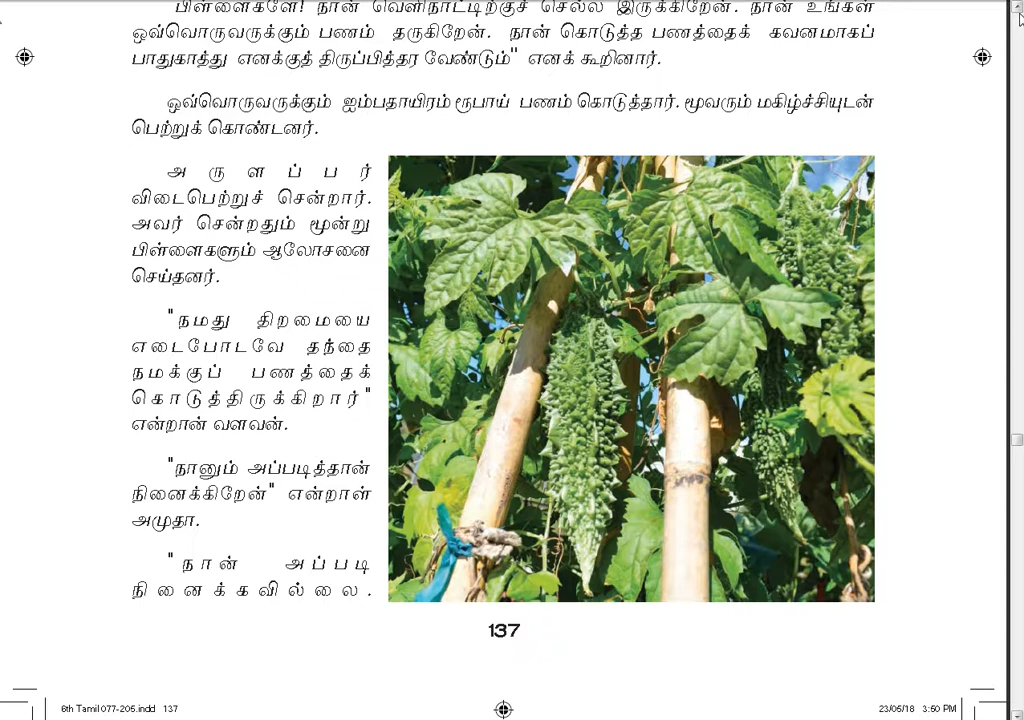 பிள்ளைகளே! நான் வெளிநாட்டிற்குச் செல்ல இருக்கிறேன். நான் உங்கள்
ஒவ்வொருவருக்கும் பணம் தருகிறேன். நான் கொடுத்த பணத்தைக் கவனமாகப்
பாதுகாத்து எனக்குத் திருப்பித்தர வேண்டும்" எனக் கூறினார்.
ஒவ்வொருவருக்கும் ஐம்பதாயிரம் ரூபாய் பணம் கொடுத்தார். மூவரும் மகிழ்ச்சியுடன்
பெற்றுக் கொண்டனர்.
அருளப்பர்
விடைபெற்றுச் சென்றார்.
அவர் சென்றதும் மூன்று
பிள்ளைகளும் ஆலோசனை
செய்தனர்.
"நமது திறமையை
எடைபோடவே தந்தை
நமக்குப் பணத்தைக்
கொடுத்திருக்கிறார்"
என்றான் வளவன்.
"நானும் அப்படித்தான்
நினைக்கிறேன்" என்றாள்
அமுதா.
"நான் அப்படி
நினைக்கவில்லை.
137
6th Tamil 077-205.indd 137
23/05/18 3:50 PM